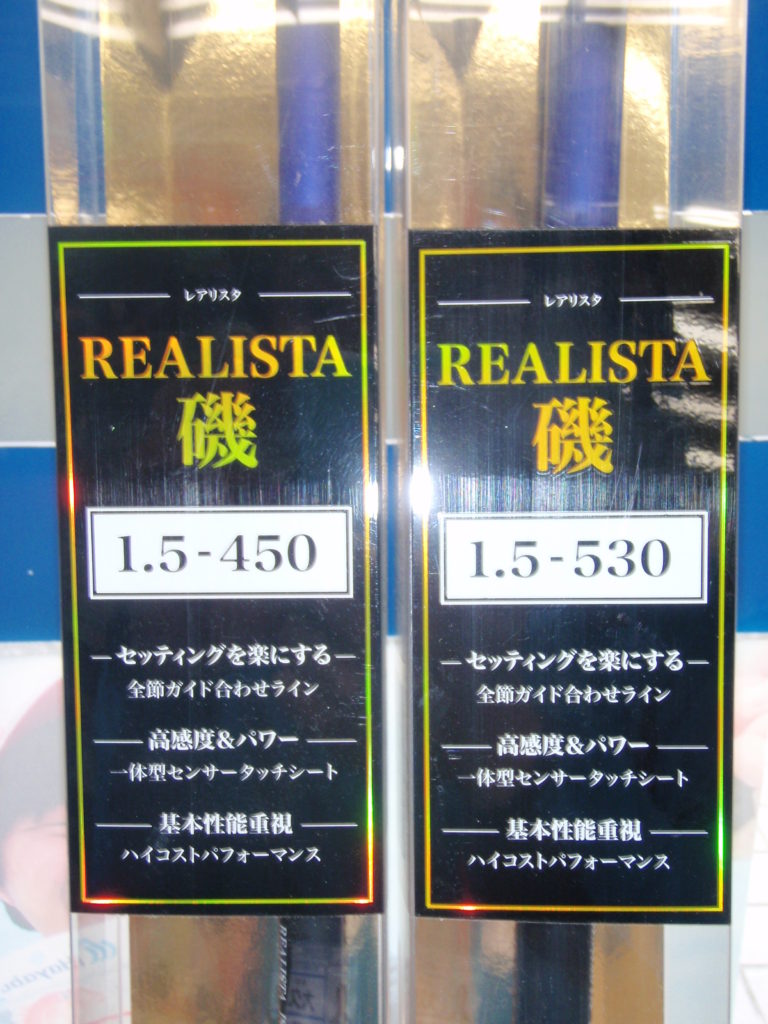 レアリスタ
REALISTA
磯
1.5-450
セッティングを楽にする
全節ガイド合わせライン
高感度&パワー
一体型センサータッチシート
基本性能重視
ハイコストパフォーマンス
レアリスタ
REALISTA
磯
1.5-530
セッティングを楽にする
全節ガイド合わせライン
高感度&パワー
一体型センサータッチシート
基本性能重視
ハイコストパフォーマンス
REALISTA